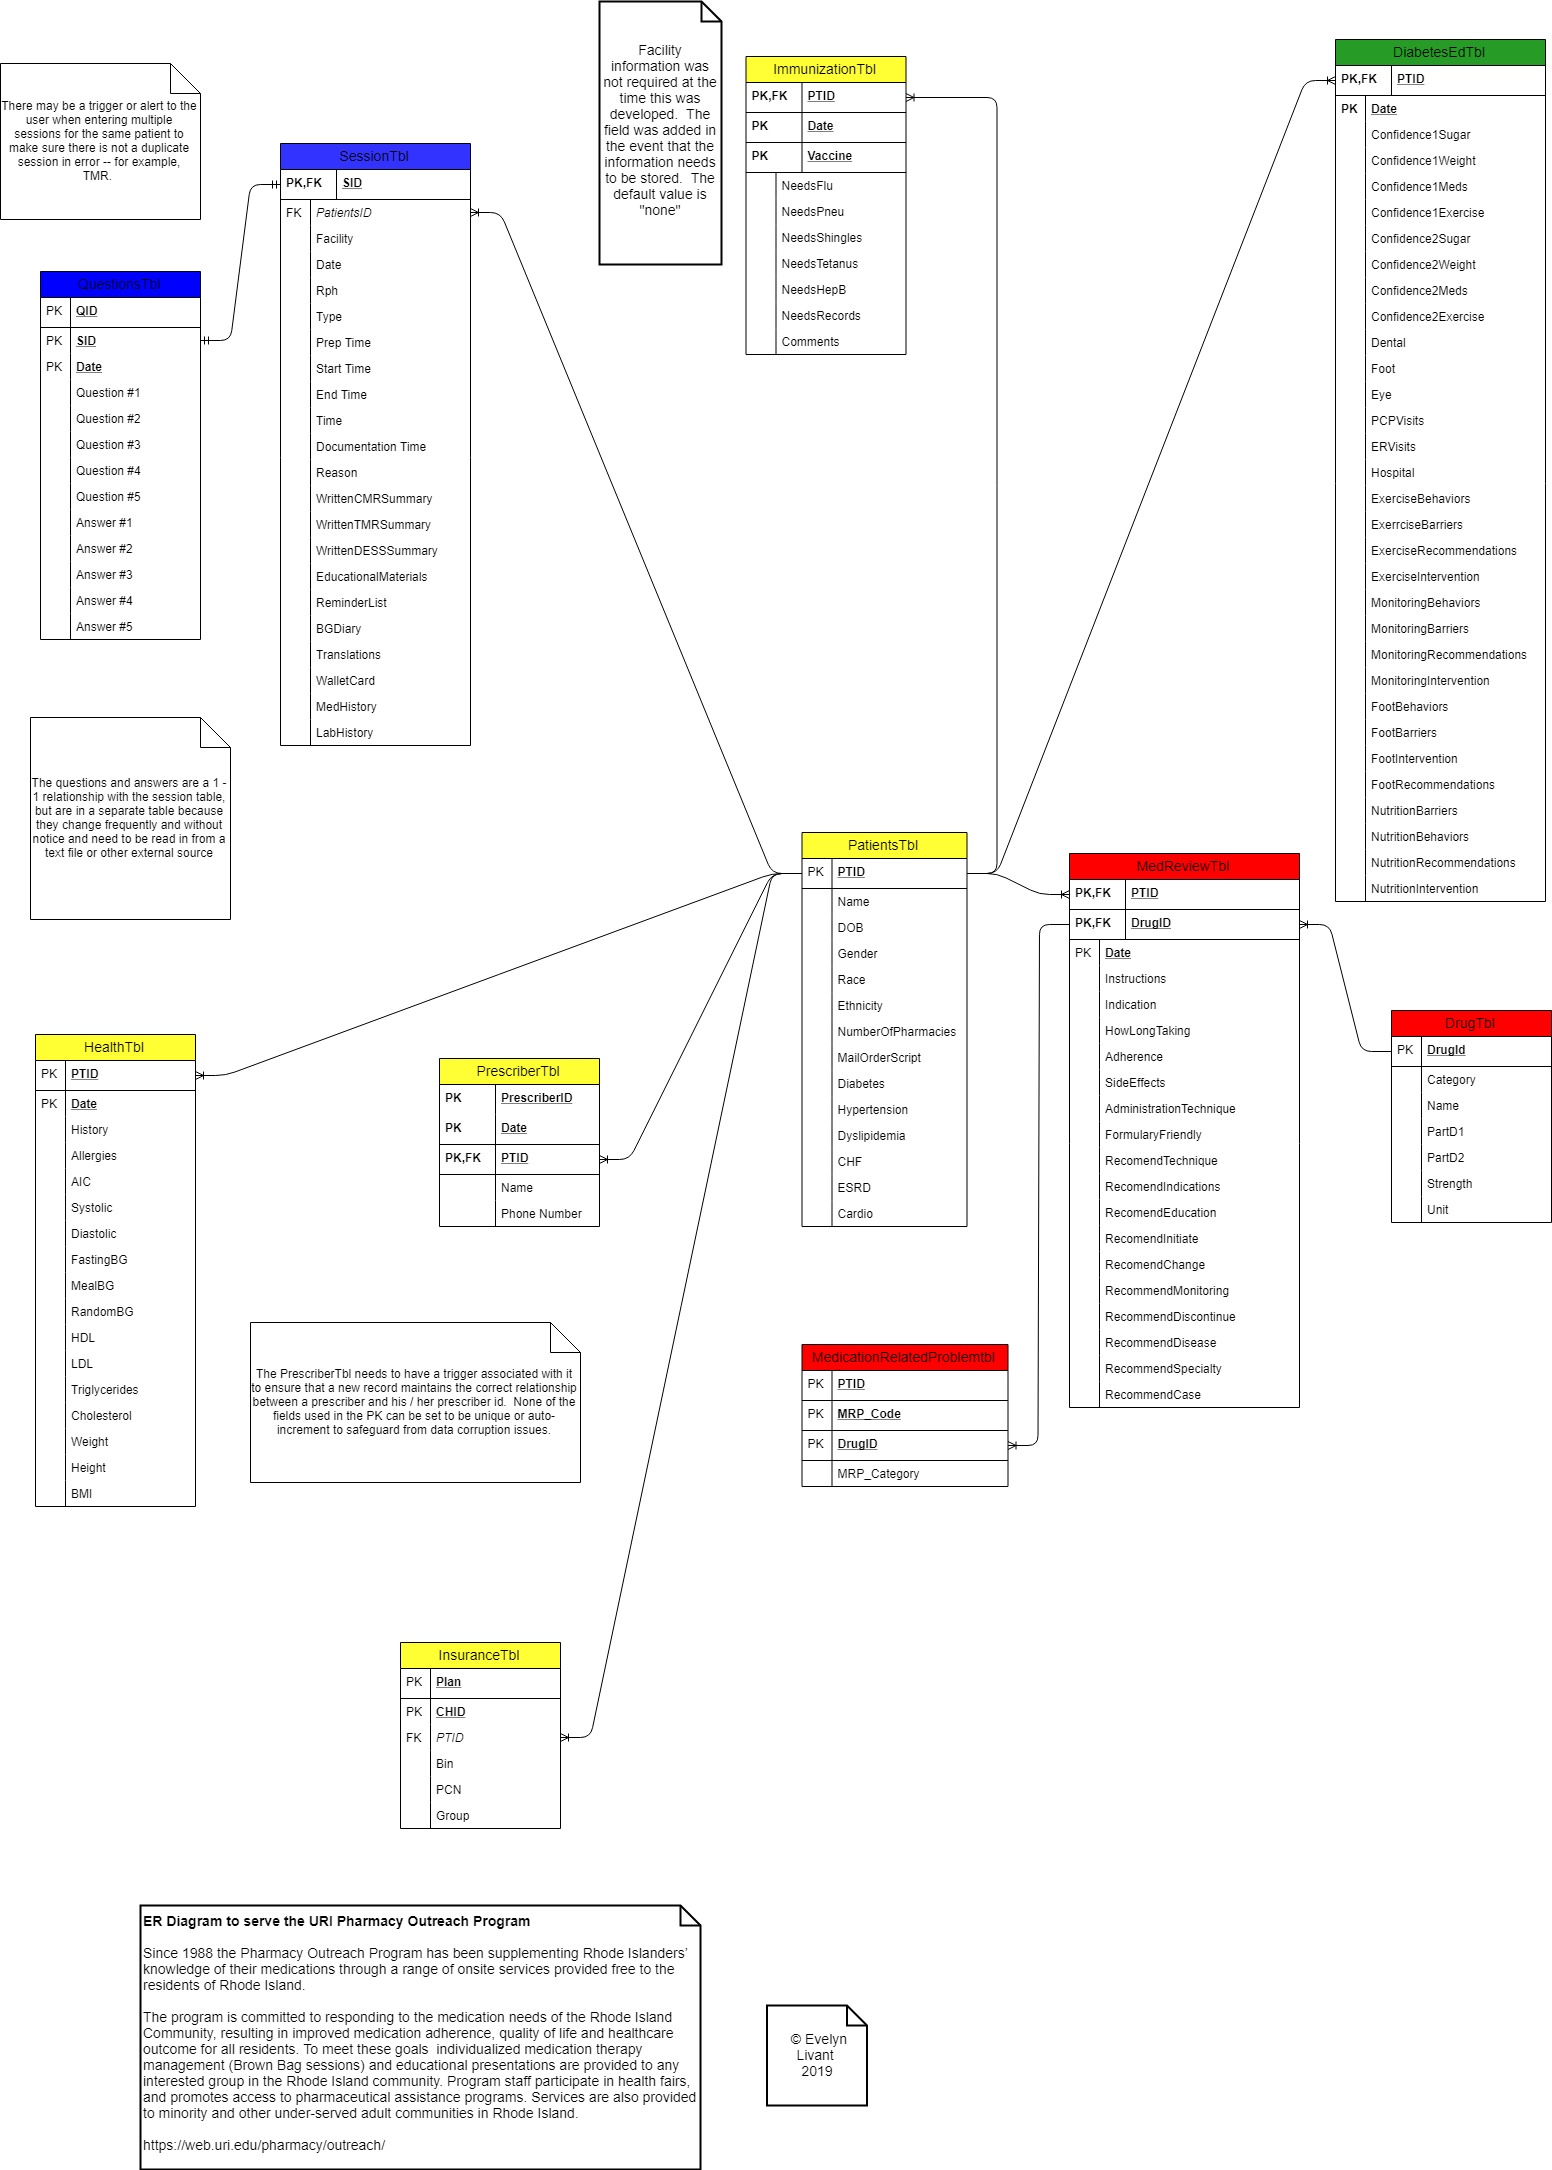 There may be a trigger or alert to the
user when entering multiple
sessions for the same patient to
make sure there is not a duplicate
session in error -- for example,
TMR.
Facility
information was
not required at the
time this was
developed.  The
field was added in
the event that the
information needs
to be stored.  The
default value is
"none"
SessionTbl
PK,FK SID
FK PatientsID
Facility
Date
Rph
Type
Prep Time
Start Time
End Time
Time
Documentation Time
Reason
WrittenCMRSummary
WrittenTMRSummary
WrittenDESSSummary
EducationalMaterials
ReminderList
BGDiary
Translations
WalletCard
MedHistory
LabHistory
QuestionsTbl
PK QID
PK SID
PK Date
Question #1
Question #2
Question #3
Question #4
Question #5
Answer #1
Answer #2
Answer #3
Answer #4
Answer #5
The questions and answers are a 1 -
1 relationship with the session table,
but are in a separate table because
they change frequently and without
notice and need to be read in from a
text file or other external source
ImmunizationTbl
PK,FK PTID
PK Date
PK Vaccine
NeedsFlu
NeedsPneu
NeedsShingles
NeedsTetanus
NeedsHepB
NeedsRecords
Comments
DiabetesEdTbl
PK,FK PTID
PK Date
Confidence1Sugar
Confidence1Weight
Confidence1Meds
Confidence1Exercise
Confidence2Sugar
Confidence2Weight
Confidence2Meds
Confidence2Exercise
Dental
Foot
Eye
PCPVisits
ERVisits
Hospital
ExerciseBehaviors
ExerrciseBarriers
ExerciseRecommendations
ExerciseIntervention
MonitoringBehaviors
MonitoringBarriers
MonitoringRecommendations
MonitoringIntervention
FootBehaviors
FootBarriers
FootIntervention
FootRecommendations
NutritionBarriers
NutritionBehaviors
NutritionRecommendations
NutritionIntervention
PatientsTbl
PK PTID
Name
DOB
Gender
Race
Ethnicity
NumberOfPharmacies
MailOrderScript
Diabetes
Hypertension
Dyslipidemia
CHF
ESRD
Cardio
MedReviewTbl
PK,FK PTID
PK,FK DrugID
PK Date
Instructions
Indication
HowLongTaking
Adherence
SideEffects
AdministrationTechnique
FormularyFriendly
RecomendTechnique
RecomendIndications
RecomendEducation
RecomendInitiate
RecomendChange
RecommendMonitoring
RecommendDiscontinue
RecommendDisease
RecommendSpecialty
RecommendCase
DrugTbl
PK DrugId
Category
Name
PartD1
PartD2
Strength
Unit
HealthTbl
PK PTID
PK Date
History
Allergies
AIC
Systolic
Diastolic
FastingBG
MealBG
RandomBG
HDL
LDL
Triglycerides
Cholesterol
Weight
Height
BMI
PrescriberTbl
PK PrescriberID
PK Date
PK,FK PTID
Name
Phone Number
The PrescriberTbl needs to have a trigger associated with it
to ensure that a new record maintains the correct relationship
between a prescriber and his / her prescriber id.  None of the
fields used in the PK can be set to be unique or auto-
increment to safeguard from data corruption issues.
MedicationRelatedProblemtbl
PK PTID
PK MRP_Code
PK DrugID
MRP_Category
InsuranceTbl
PK Plan
PK CHID
FK PTID
Bin
PCN
Group
ER Diagram to serve the URI Pharmacy Outreach Program
Since 1988 the Pharmacy Outreach Program has been supplementing Rhode Islanders'
knowledge of their medications through a range of onsite services provided free to the
residents of Rhode Island.
The program is committed to responding to the medication needs of the Rhode Island
Community, resulting in improved medication adherence, quality of life and healthcare
outcome for all residents. To meet these goals  individualized medication therapy
management (Brown Bag sessions) and educational presentations are provided to any
interested group in the Rhode Island community. Program staff participate in health fairs,
and promotes access to pharmaceutical assistance programs. Services are also provided
to minority and other under-served adult communities in Rhode Island.
https://web.uri.edu/pharmacy/outreach/
© Evelyn
Livant
2019